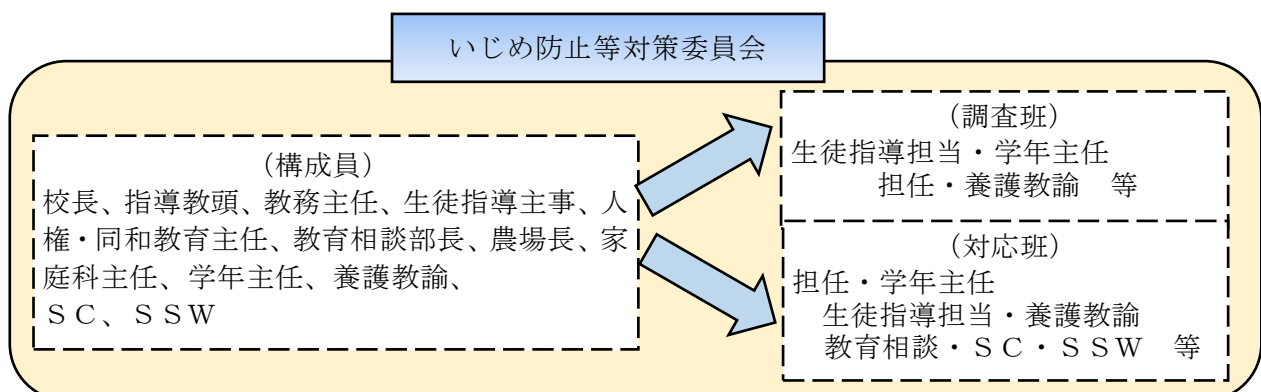 いじめ防止等対策委員会
（構成員）
校長、指導教頭、教務主任、生徒指導主事、人
権・同和教育主任、教育相談部長、農場長、家
庭科主任、学年主任、養護教諭、
ＳＣ、ＳＳＷ
（調査班）
生徒指導担当・学年主任
担任・養護教諭　等
（対応班）
担任・学年主任
生徒指導担当・養護教諭
教育相談・ＳＣ・ＳＳＷ　等